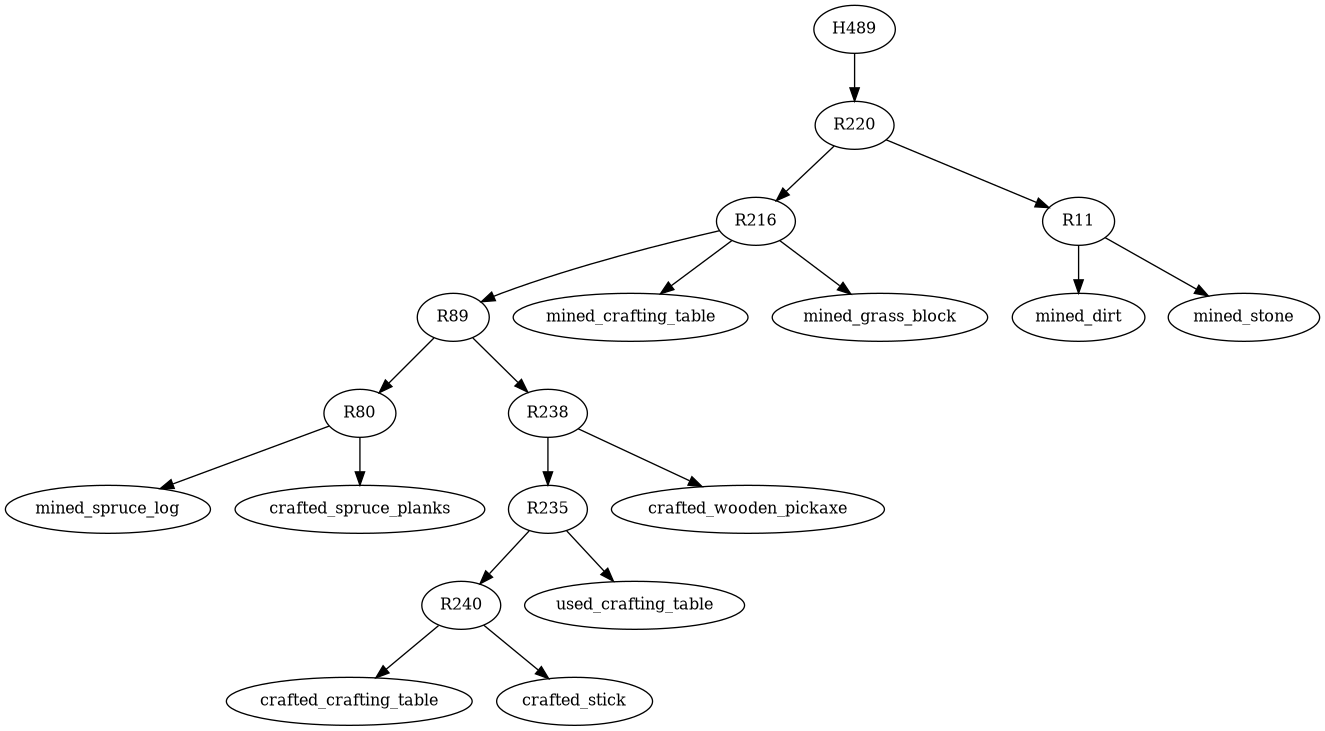 H489
R220
R216
R11
R89
mined_crafting_table
mined_grass_block
mined_dirt
mined_stone
R80
R238
mined_spruce_log
crafted_spruce_planks
R235
crafted_wooden_pickaxe
R240
used_crafting_table
crafted_crafting_table
crafted_stick